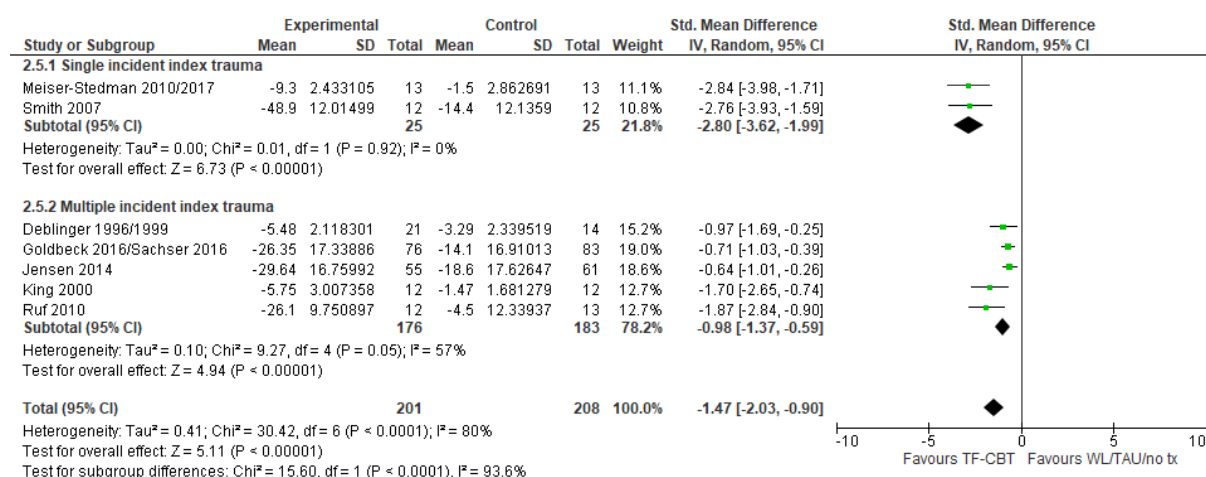 Experimental Control Std. Mean Difference Std. Mean Difference
Study or Subgroup Mean SD Total Mean SD Total Weight IV, Random, 95% CI IV, Random, 95% CI
2.5.1 Single incident index trauma
Meiser-Stedman 2010/2017 -9.3 2.433105 13 -1.5 2.862691 13 11.1% -2.84 [-3.98, -1.71]
Smith 2007 -48.9 12.01499 12 -14.4 12.1359 12 10.8% -2.76 [-3.93, -1.59]
Subtotal (95% CI) 25 25 21.8% -2.80 [-3.62, -1.99]
Heterogeneity: Tau² = 0.00; Chi² = 0.01, df = 1 (P = 0.92); I² = 0%
Test for overall effect: Z = 6.73 (P < 0.00001)
2.5.2 Multiple incident index trauma
Deblinger 1996/1999 -5.48 2.118301 21 -3.29 2.339519 14 15.2% -0.97 [-1.69, -0.25]
Goldbeck 2016/Sachser 2016 -26.35 17.33886 76 -14.1 16.91013 83 19.0% -0.71 [-1.03, -0.39]
Jensen 2014 -29.64 16.75992 55 -18.6 17.62647 61 18.6% -0.64 [-1.01, -0.26]
King 2000 -5.75 3.007358 12 -1.47 1.681279 12 12.7% -1.70 [-2.65, -0.74]
Ruf 2010 -26.1 9.750897 12 -4.5 12.33937 13 12.7% -1.87 [-2.84, -0.90]
Subtotal (95% CI) 176 183 78.2% -0.98 [-1.37, -0.59]
Heterogeneity: Tau² = 0.10; Chi² = 9.27, df = 4 (P = 0.05); I² = 57%
Test for overall effect: Z = 4.94 (P < 0.00001)
Total (95% CI) 201 208 100.0% -1.47 [-2.03, -0.90]
Heterogeneity: Tau² = 0.41; Chi² = 30.42, df = 6 (P < 0.0001); I² = 80%
Test for overall effect: Z = 5.11 (P < 0.00001)
Test for subgroup differences: Chi² = 15.60, df = 1 (P < 0.0001), I² = 93.6%
-10 -5 0 5 10
Favours TF-CBT Favours WL/TAU/no tx